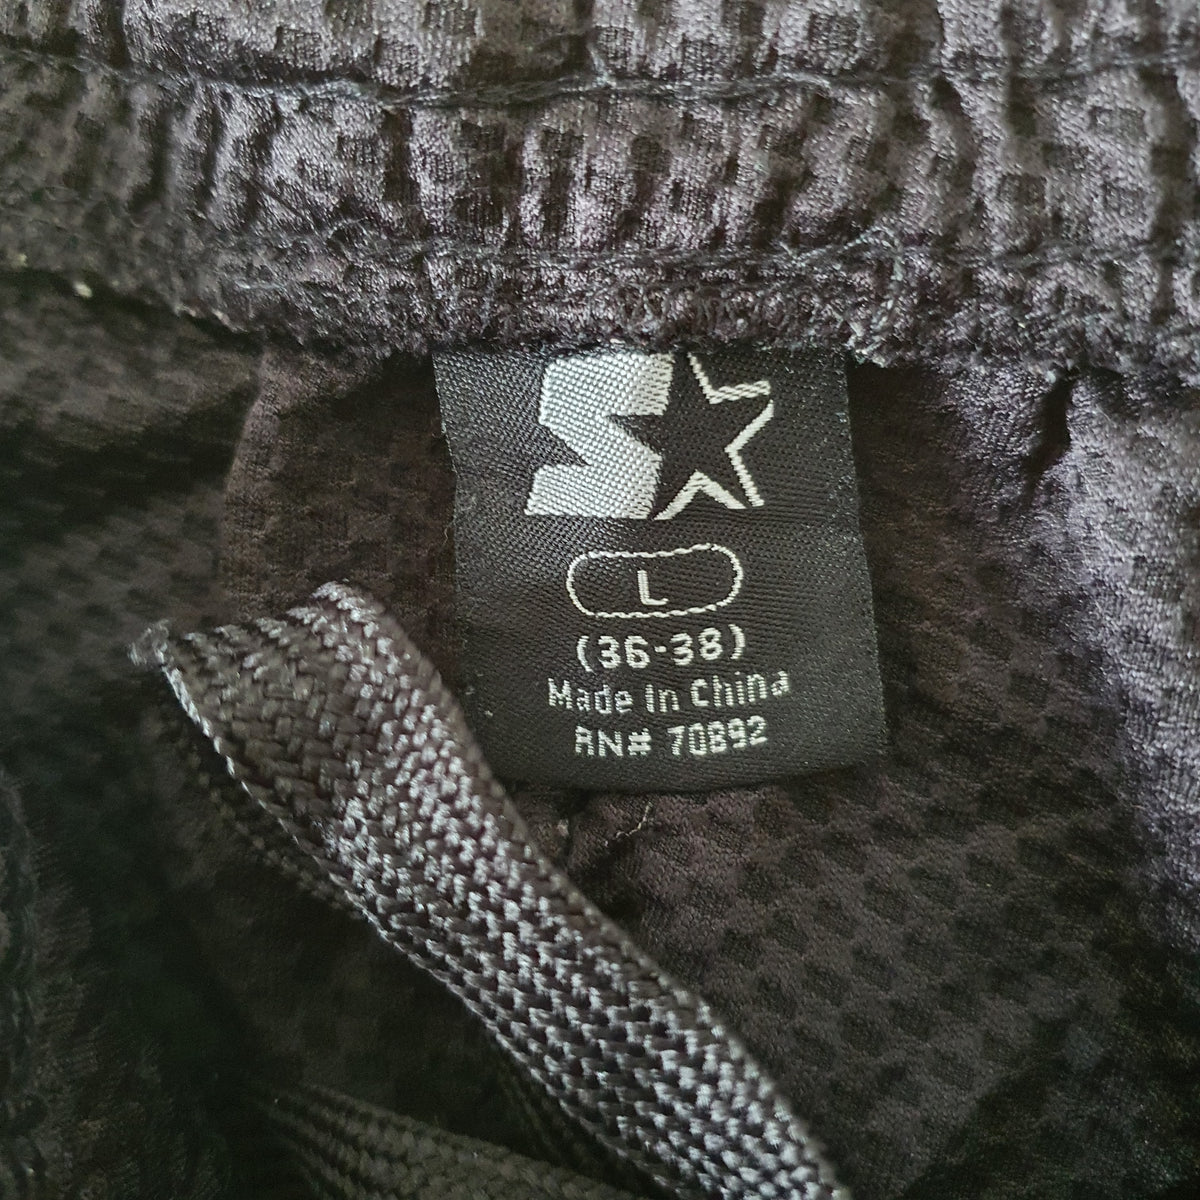 L
(36-38)
Made In China
RN# 70892